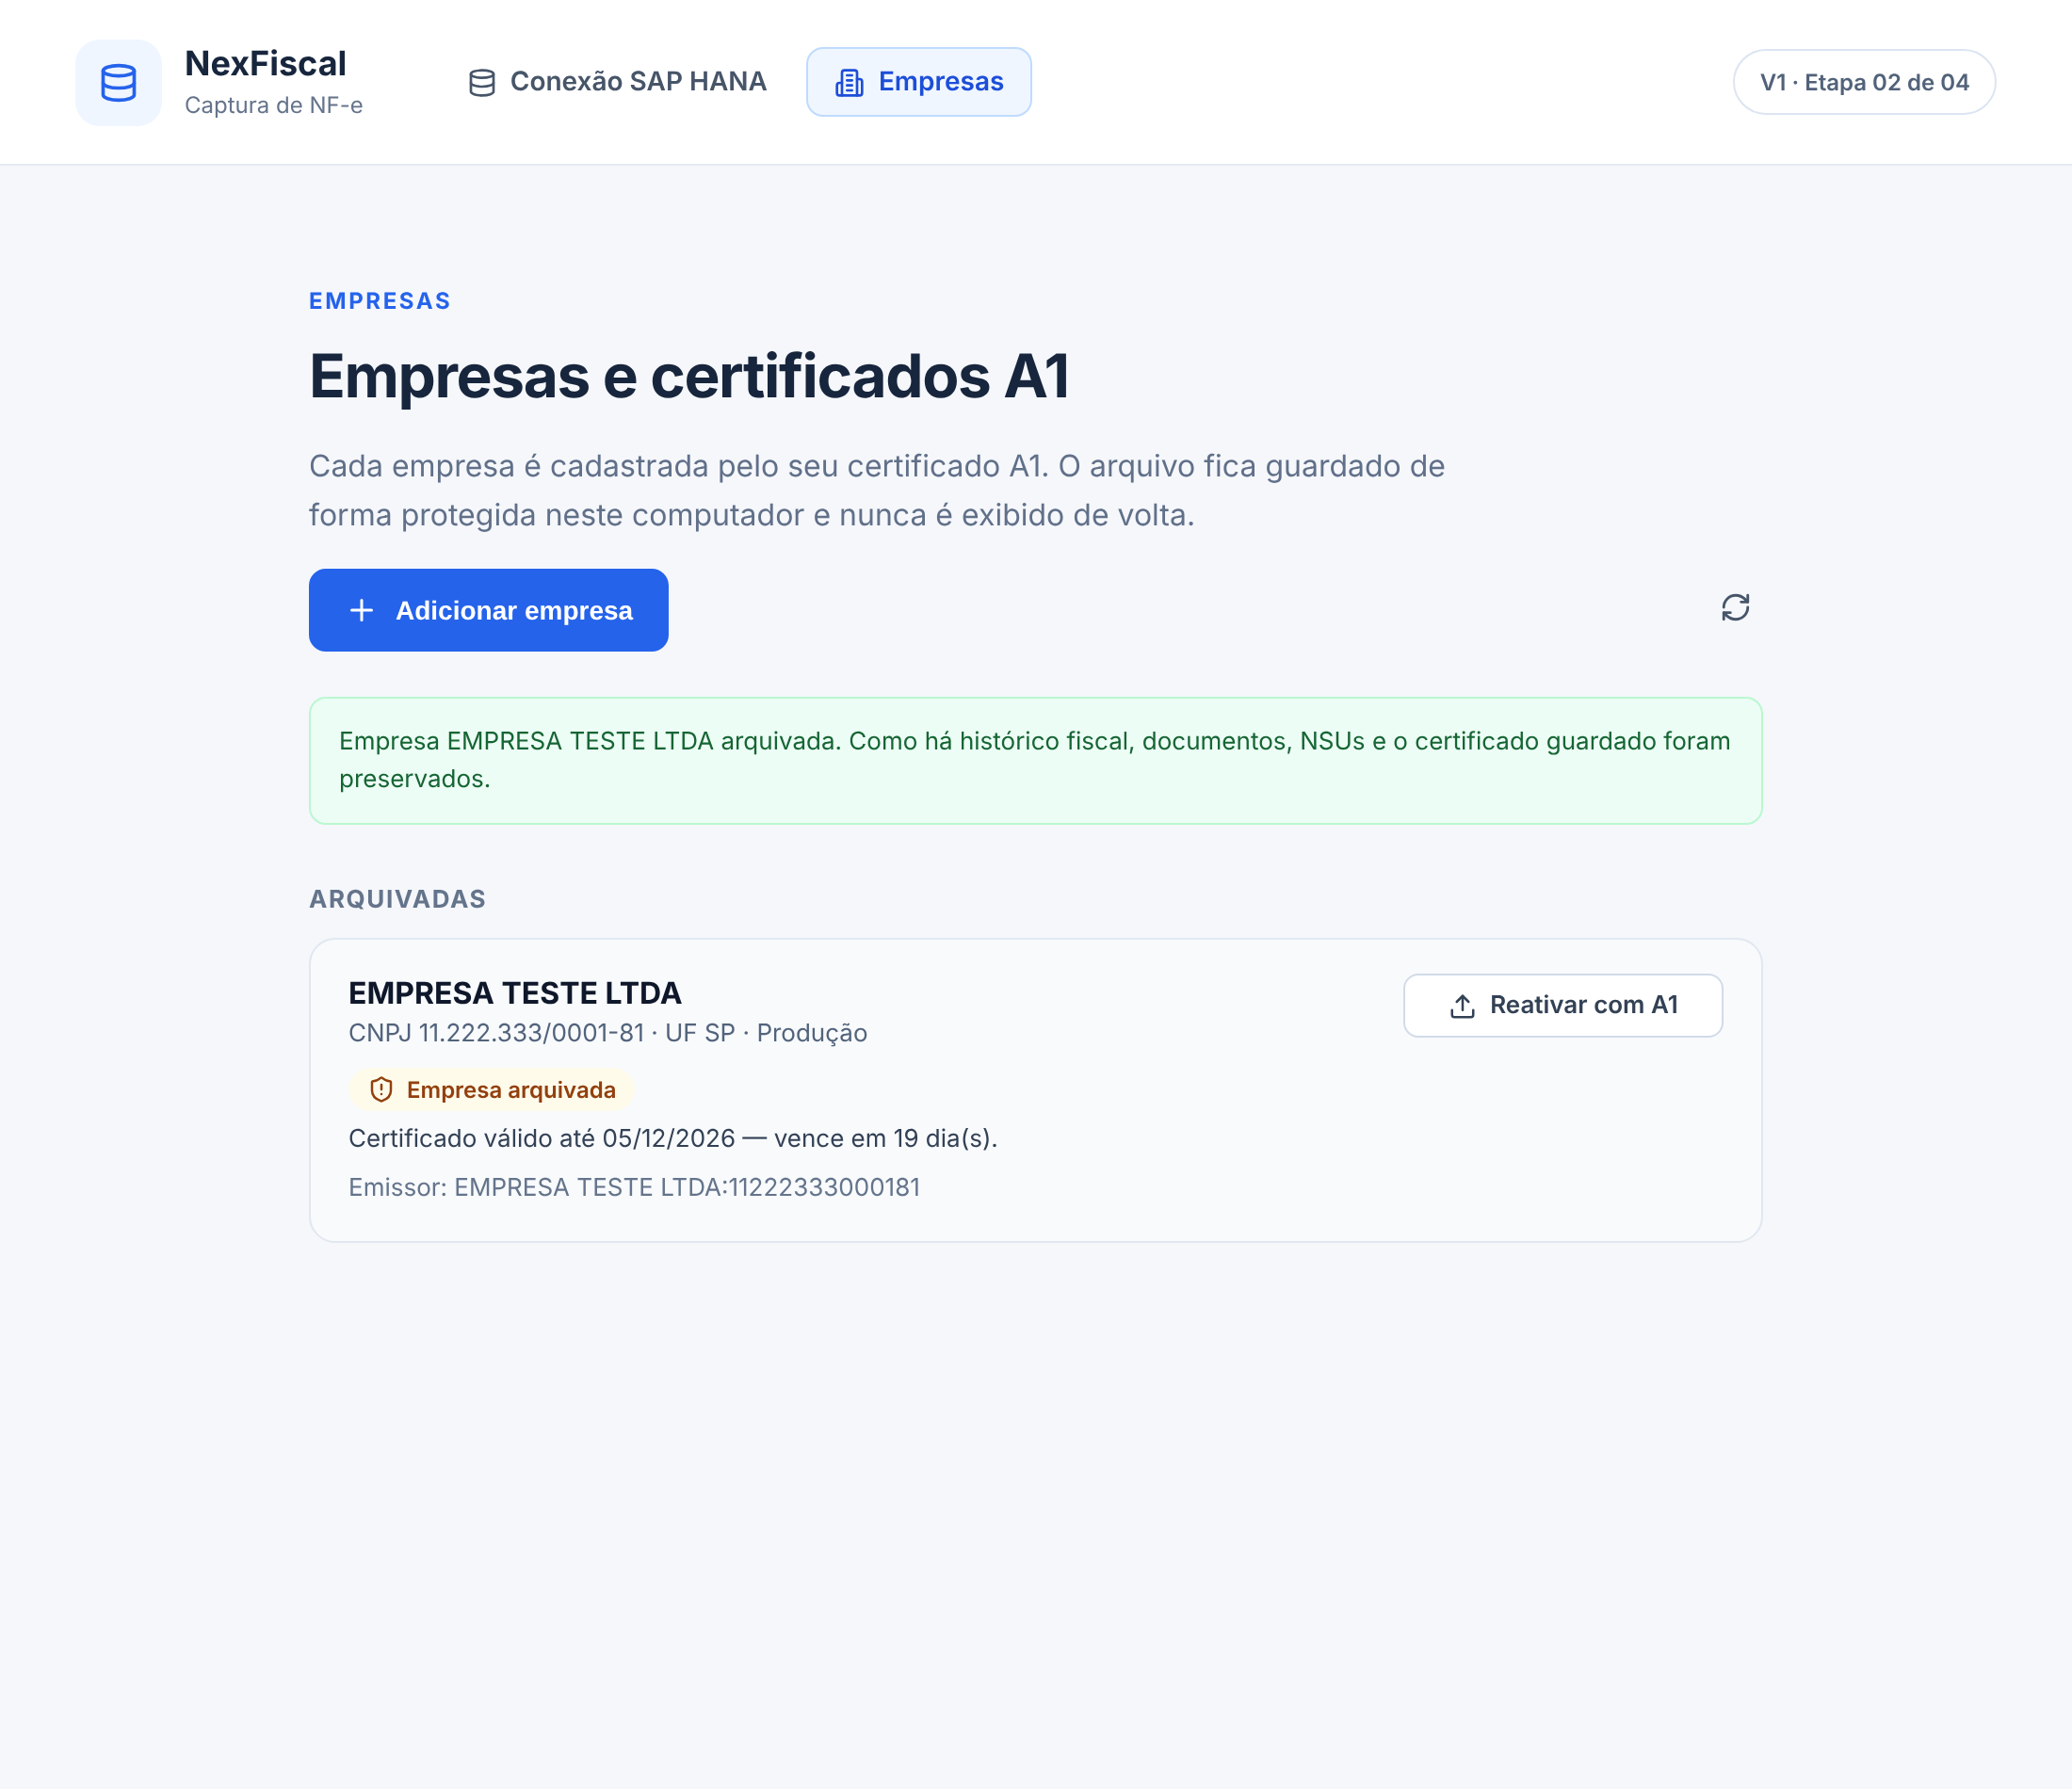 NexFiscal
Captura de NF-e
Conexão SAP HANA
Empresas
V1 · Etapa 02 de 04
EMPRESAS
Empresas e certificados A1
Cada empresa é cadastrada pelo seu certificado A1. O arquivo fica guardado de
forma protegida neste computador e nunca é exibido de volta.
Adicionar empresa
Empresa EMPRESA TESTE LTDA arquivada. Como há histórico fiscal, documentos, NSUs e o certificado guardado foram
preservados.
ARQUIVADAS
EMPRESA TESTE LTDA
Reativar com A1
CNPJ 11.222.333/0001-81 · UF SP · Produção
Empresa arquivada
Certificado válido até 05/12/2026 — vence em 19 dia(s).
Emissor: EMPRESA TESTE LTDA:11222333000181